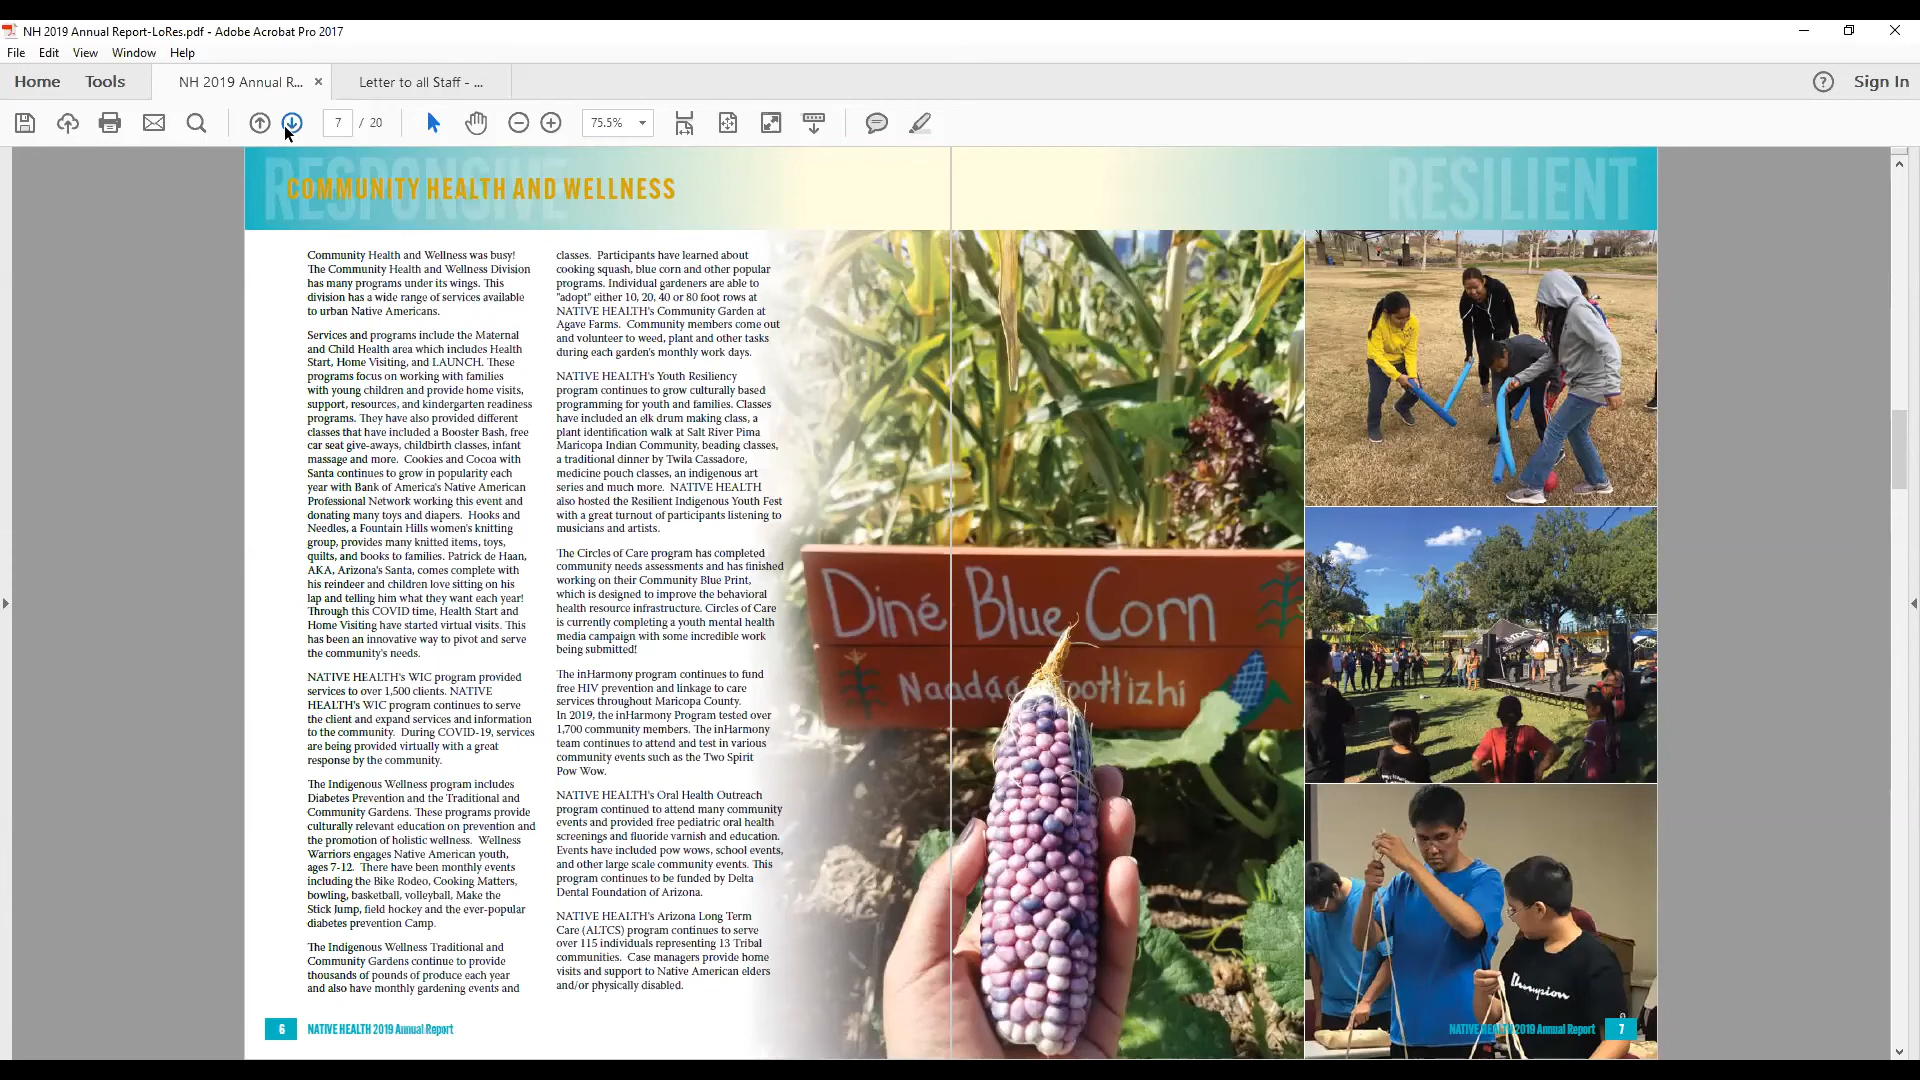 NH 2019 Annual Report-LoRes.pdf - Adobe Acrobat Pro 2017
File Edit View Window Help
Home Tools NH 2019 Annual R... × Letter to all Staff - ... Sign In
7 / 20 75.5%
RESPONSIVE
COMMUNITY HEALTH AND WELLNESS
RESILIENT
Community Health and Wellness was busy!
The Community Health and Wellness Division
has many programs under its wings. This
division has a wide range of services available
to urban Native Americans.
Services and programs include the Maternal
and Child Health area which includes Health
Start, Home Visiting, and LAUNCH. These
programs focus on working with families
with young children and provide home visits,
support, resources, and kindergarten readiness
programs. They have also provided different
classes that have included a Booster Bash, free
car seat give-aways, childbirth classes, infant
massage and more. Cookies and Cocoa with
Santa continues to grow in popularity each
year with Bank of America's Native American
Professional Network working this event and
donating many toys and diapers. Hooks and
Needles, a Fountain Hills women's knitting
group, provides many knitted items, toys,
quilts, and books to families. Patrick de Haan,
AKA, Arizona's Santa, comes complete with
his reindeer and children love sitting on his
lap and telling him what they want each year!
Through this COVID time, Health Start and
Home Visiting have started virtual visits. This
has been an innovative way to pivot and serve
the community's needs.
NATIVE HEALTH's WIC program provided
services to over 1,500 clients. NATIVE
HEALTH's WIC program continues to serve
the client and expand services and information
to the community. During COVID-19, services
are being provided virtually with a great
response by the community.
The Indigenous Wellness program includes
Diabetes Prevention and the Traditional and
Community Gardens. These programs provide
culturally relevant education on prevention and
the promotion of holistic wellness. Wellness
Warriors engages Native American youth,
ages 7-12. There have been monthly events
including the Bike Rodeo, Cooking Matters,
bowling, basketball, volleyball, Make the
Stick Jump, field hockey and the ever-popular
diabetes prevention Camp.
The Indigenous Wellness Traditional and
Community Gardens continue to provide
thousands of pounds of produce each year
and also have monthly gardening events and
classes. Participants have learned about
cooking squash, blue corn and other popular
programs. Individual gardeners are able to
"adopt" either 10, 20, 40 or 80 foot rows at
NATIVE HEALTH's Community Garden at
Agave Farms. Community members come out
and volunteer to weed, plant and other tasks
during each garden's monthly work days.
NATIVE HEALTH's Youth Resiliency
program continues to grow culturally based
programming for youth and families. Classes
have included an elk drum making class, a
plant identification walk at Salt River Pima
Maricopa Indian Community, beading classes,
a traditional dinner by Twila Cassadore,
medicine pouch classes, an indigenous art
series and much more. NATIVE HEALTH
also hosted the Resilient Indigenous Youth Fest
with a great turnout of participants listening to
musicians and artists.
The Circles of Care program has completed
community needs assessments and has finished
working on their Community Blue Print,
which is designed to improve the behavioral
health resource infrastructure. Circles of Care
is currently completing a youth mental health
media campaign with some incredible work
being submitted!
The inHarmony program continues to fund
free HIV prevention and linkage to care
services throughout Maricopa County.
In 2019, the inHarmony Program tested over
1,700 community members. The inHarmony
team continues to attend and test in various
community events such as the Two Spirit
Pow Wow.
NATIVE HEALTH's Oral Health Outreach
program continued to attend many community
events and provided free pediatric oral health
screenings and fluoride varnish and education.
Events have included pow wows, school events,
and other large scale community events. This
program continues to be funded by Delta
Dental Foundation of Arizona.
NATIVE HEALTH's Arizona Long Term
Care (ALTCS) program continues to serve
over 115 individuals representing 13 Tribal
communities. Case managers provide home
visits and support to Native American elders
and/or physically disabled.
Diné Blue Corn
Champion
6 NATIVE HEALTH 2019 Annual Report
NATIVE HEALTH 2019 Annual Report 7